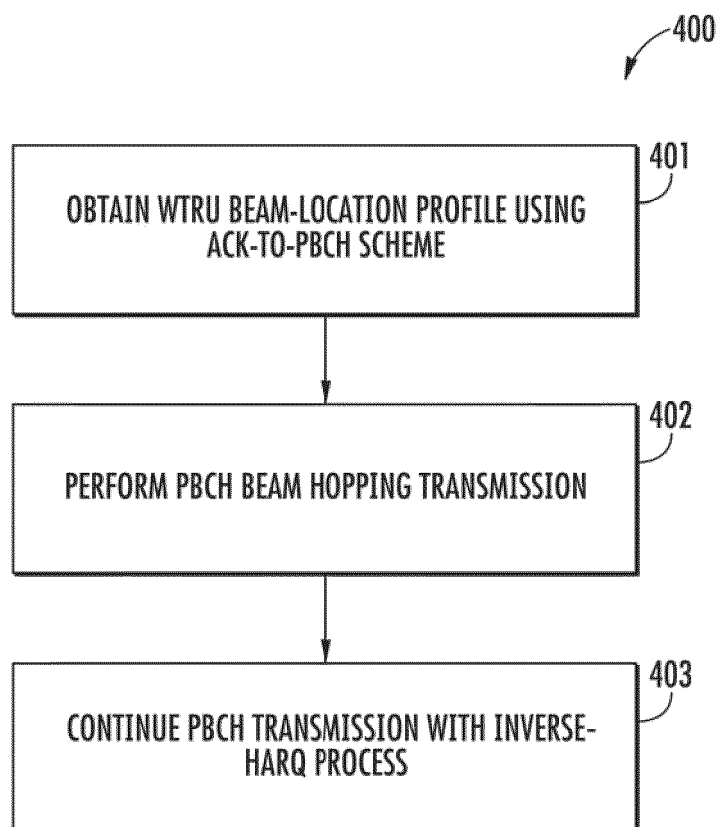 400
401
OBTAIN WTRU BEAM-LOCATION PROFILE USING
ACK-TO-PBCH SCHEME
402
PERFORM PBCH BEAM HOPPING TRANSMISSION
403
CONTINUE PBCH TRANSMISSION WITH INVERSE-
HARQ PROCESS